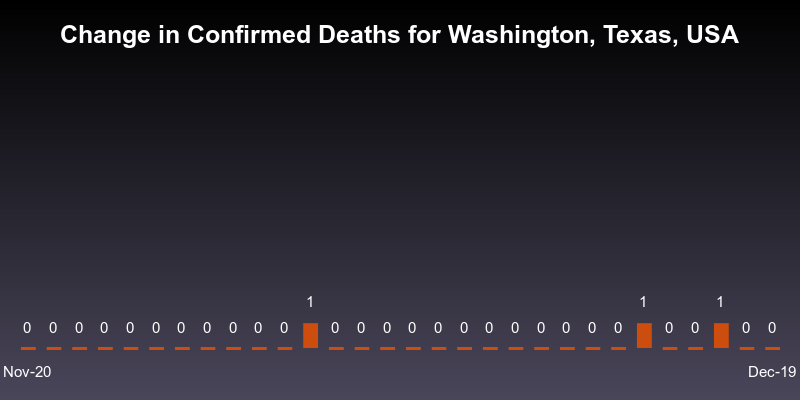 Change in Confirmed Deaths for Washington, Texas, USA
1 1 1
0 0 0 0 0 0 0 0 0 0 0 0 0 0 0 0 0 0 0 0 0 0 0 0 0 0 0
Nov-20 Dec-19